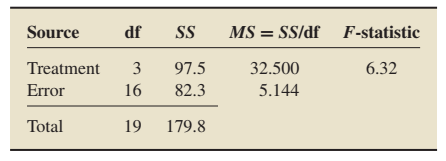 Source df SS MS = SS/df F-statistic
Treatment 3 97.5 32.500 6.32
Error 16 82.3 5.144
Total 19 179.8